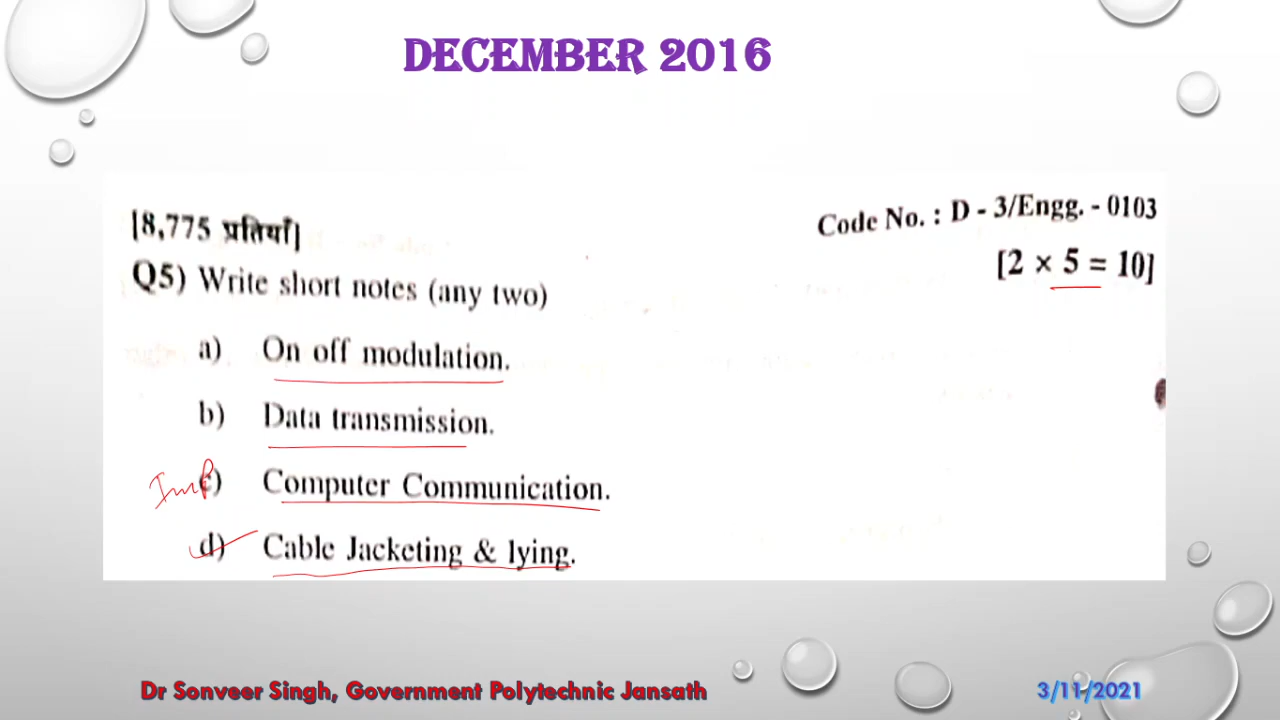 DECEMBER 2016
[8,775 प्रतियाँ]
Code No. : D - 3/Engg. - 0103
Q5) Write short notes (any two)
[2 × 5 = 10]
a) On off modulation.
b) Data transmission.
Imp c) Computer Communication.
d) Cable Jacketing & lying.
Dr Sonveer Singh, Government Polytechnic Jansath
3/11/2021